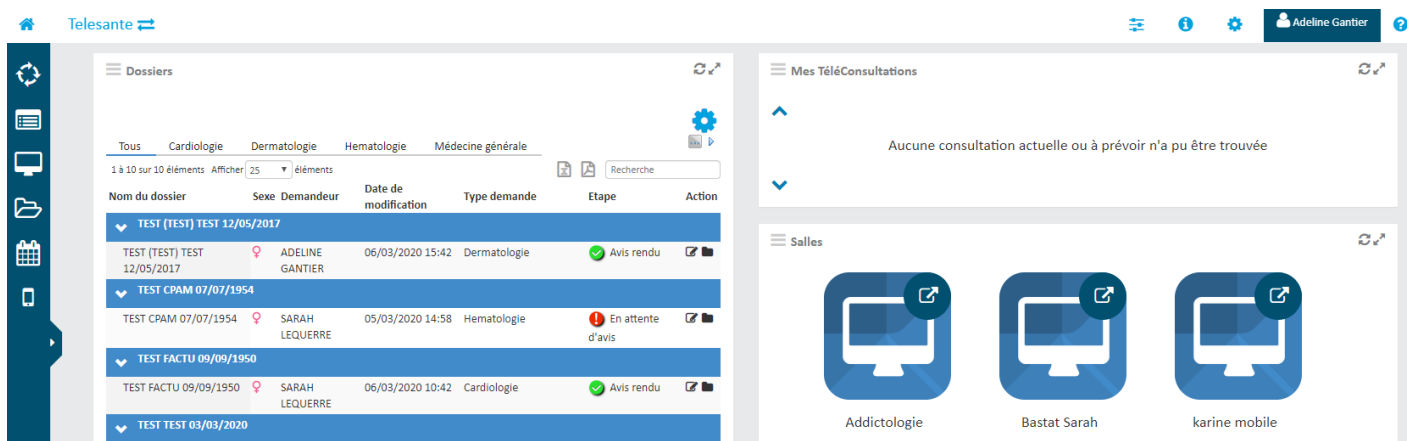 Telesante
Adeline Gantier
Dossiers
Tous Cardiologie Dermatologie Hematologie Médecine générale
1 à 10 sur 10 éléments Afficher 25 éléments Recherche
Nom du dossier Sexe Demandeur Date de modification Type demande Etape Action
TEST (TEST) TEST 12/05/2017
TEST (TEST) TEST 12/05/2017 ADELINE GANTIER 06/03/2020 15:42 Dermatologie Avis rendu
TEST CPAM 07/07/1954
TEST CPAM 07/07/1954 SARAH LEQUERRE 05/03/2020 14:58 Hematologie En attente d'avis
TEST FACTU 09/09/1950
TEST FACTU 09/09/1950 SARAH LEQUERRE 06/03/2020 10:42 Cardiologie Avis rendu
TEST TEST 03/03/2020
Mes TéléConsultations
Aucune consultation actuelle ou à prévoir n'a pu être trouvée
Salles
Addictologie Bastat Sarah karine mobile